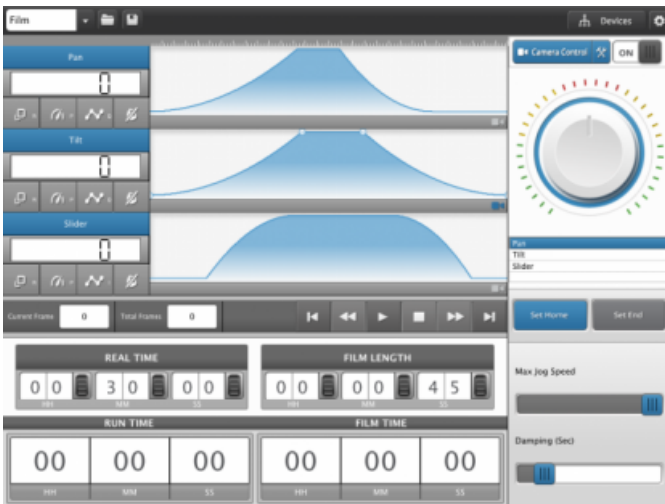 Film
Devices
Pan
0
Camera Control
ON
Tilt
0
Slider
0
Pan
Tilt
Slider
Current Frame 0 Total Frames 0
Set Home Set End
REAL TIME FILM LENGTH
0 0 3 0 0 0 0 0 0 0 4 5
HH MM SS HH MM SS
Max Jog Speed
RUN TIME FILM TIME
00 00 00 00 00 00
HH MM SS HH MM SS
Damping (Sec)